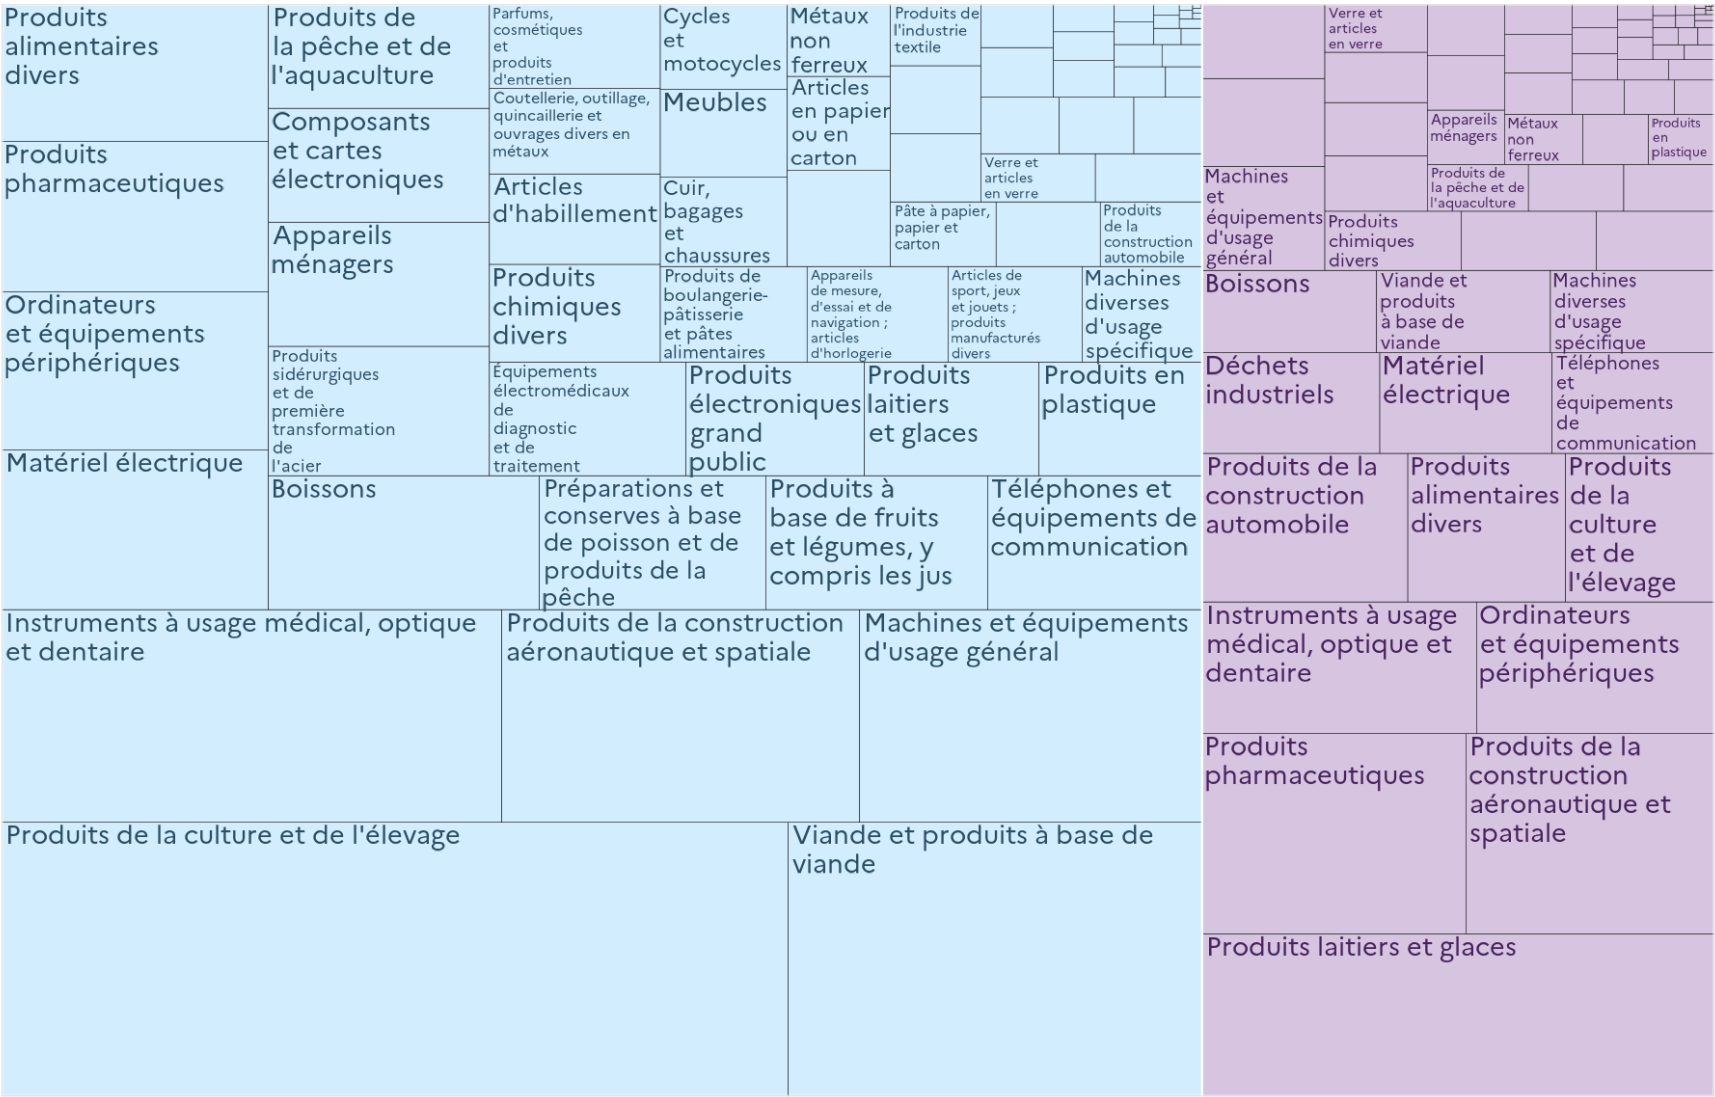 Produits
alimentaires
divers
Produits
pharmaceutiques
Ordinateurs
et équipements
périphériques
Matériel électrique
Produits de
la pêche et de
l'aquaculture
Composants
et cartes
électroniques
Appareils
ménagers
Produits
sidérurgiques
et de
première
transformation
de
l'acier
Parfums,
cosmétiques
et
produits
d'entretien
Coutellerie, outillage,
quincaillerie et
ouvrages divers en
métaux
Articles
d'habillement
Produits
chimiques
divers
Cycles
et
motocycles
Meubles
Cuir,
bagages
et
chaussures
Métaux
non
ferreux
Articles
en papier
ou en
carton
Produits de
l'industrie
textile
Verre et
articles
en verre
Pâte à papier,
papier et
carton
Produits
de la
construction
automobile
Produits de
boulangerie-
pâtisserie
et pâtes
alimentaires
Appareils
de mesure,
d'essai et de
navigation ;
articles
d'horlogerie
Articles de
sport, jeux
et jouets ;
produits
manufacturés
divers
Machines
diverses
d'usage
spécifique
Équipements
électromédicaux
de
diagnostic
et de
traitement
Produits
électroniques
grand
public
Produits
laitiers
et glaces
Produits en
plastique
Boissons
Préparations et
conserves à base
de poisson et de
produits de la
pêche
Produits à
base de fruits
et légumes, y
compris les jus
Téléphones et
équipements de
communication
Instruments à usage médical, optique
et dentaire
Produits de la construction
aéronautique et spatiale
Machines et équipements
d'usage général
Produits de la culture et de l'élevage
Viande et produits à base de
viande
Verre et
articles
en verre
Appareils
ménagers
Métaux
non
ferreux
Produits
en
plastique
Machines
et
équipements
d'usage
général
Produits de
la pêche et de
l'aquaculture
Produits
chimiques
divers
Boissons
Viande et
produits
à base de
viande
Machines
diverses
d'usage
spécifique
Déchets
industriels
Matériel
électrique
Téléphones
et
équipements
de
communication
Produits de la
construction
automobile
Produits
alimentaires
divers
Produits
de la
culture
et de
l'élevage
Instruments à usage
médical, optique et
dentaire
Ordinateurs
et équipements
périphériques
Produits
pharmaceutiques
Produits de la
construction
aéronautique et
spatiale
Produits laitiers et glaces